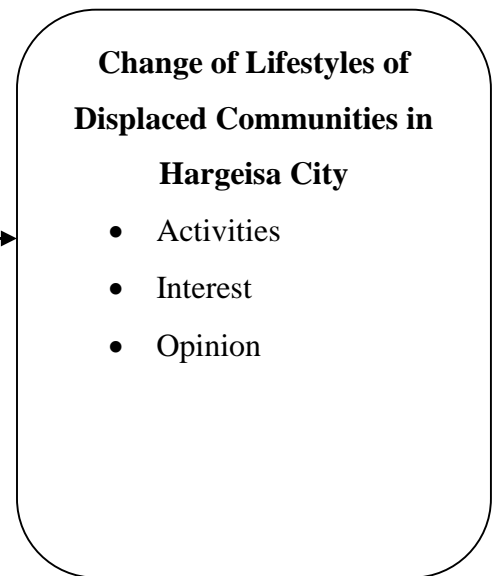 Change of Lifestyles of
Displaced Communities in
Hargeisa City
• Activities
• Interest
• Opinion